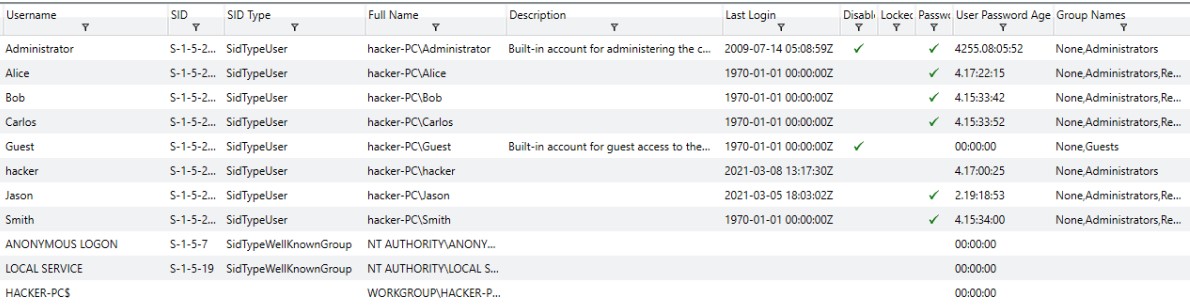 Username SID SID Type Full Name Description Last Login Disable Locked Passwo User Password Age Group Names
Administrator S-1-5-2... SidTypeUser hacker-PC\Administrator Built-in account for administering the c... 2009-07-14 05:08:59Z ✓ ✓ 4255.08:05:52 None,Administrators
Alice S-1-5-2... SidTypeUser hacker-PC\Alice 1970-01-01 00:00:00Z ✓ 4.17:22:15 None,Administrators,Re...
Bob S-1-5-2... SidTypeUser hacker-PC\Bob 1970-01-01 00:00:00Z ✓ 4.15:33:42 None,Administrators,Re...
Carlos S-1-5-2... SidTypeUser hacker-PC\Carlos 1970-01-01 00:00:00Z ✓ 4.15:33:52 None,Administrators,Re...
Guest S-1-5-2... SidTypeUser hacker-PC\Guest Built-in account for guest access to the... 1970-01-01 00:00:00Z ✓ 00:00:00 None,Guests
hacker S-1-5-2... SidTypeUser hacker-PC\hacker 2021-03-08 13:17:30Z 4.17:00:25 None,Administrators
Jason S-1-5-2... SidTypeUser hacker-PC\Jason 2021-03-05 18:03:02Z ✓ 2.19:18:53 None,Administrators,Re...
Smith S-1-5-2... SidTypeUser hacker-PC\Smith 1970-01-01 00:00:00Z ✓ 4.15:34:00 None,Administrators,Re...
ANONYMOUS LOGON S-1-5-7 SidTypeWellKnownGroup NT AUTHORITY\ANONY... 00:00:00
LOCAL SERVICE S-1-5-19 SidTypeWellKnownGroup NT AUTHORITY\LOCAL S... 00:00:00
HACKER-PC$ WORKGROUP\HACKER-P... 00:00:00